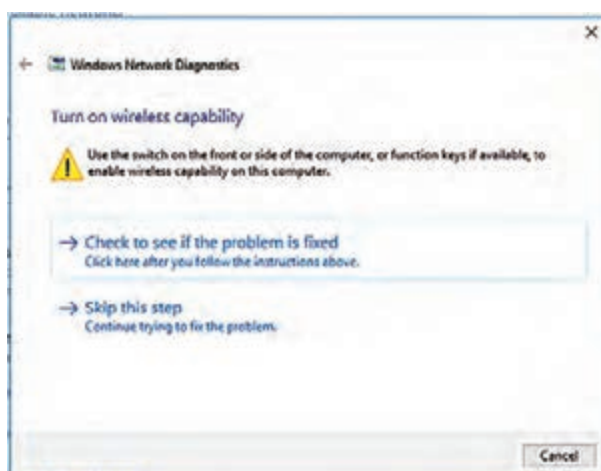 Windows Network Diagnostics
Turn on wireless capability
Use the switch on the front or side of the computer, or function keys if available, to
enable wireless capability on this computer.
Check to see if the problem is fixed
Click here after you follow the instructions above.
Skip this step
Continue trying to fix the problem.
Cancel